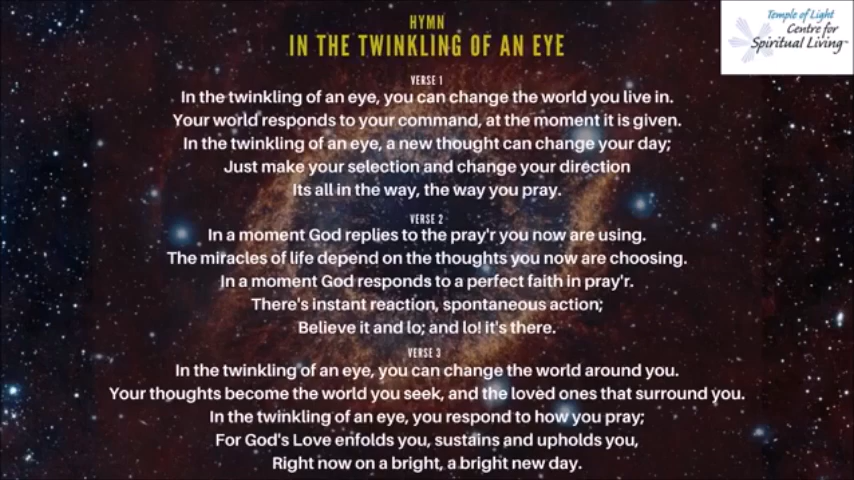 HYMN
IN THE TWINKLING OF AN EYE
Temple of Light
Centre for
Spiritual Living™
VERSE 1
In the twinkling of an eye, you can change the world you live in.
Your world responds to your command, at the moment it is given.
In the twinkling of an eye, a new thought can change your day;
Just make your selection and change your direction
Its all in the way, the way you pray.
VERSE 2
In a moment God replies to the pray'r you now are using.
The miracles of life depend on the thoughts you now are choosing.
In a moment God responds to a perfect faith in pray'r.
There's instant reaction, spontaneous action;
Believe it and lo; and lo! it's there.
VERSE 3
In the twinkling of an eye, you can change the world around you.
Your thoughts become the world you seek, and the loved ones that surround you.
In the twinkling of an eye, you respond to how you pray;
For God's Love enfolds you, sustains and upholds you,
Right now on a bright, a bright new day.